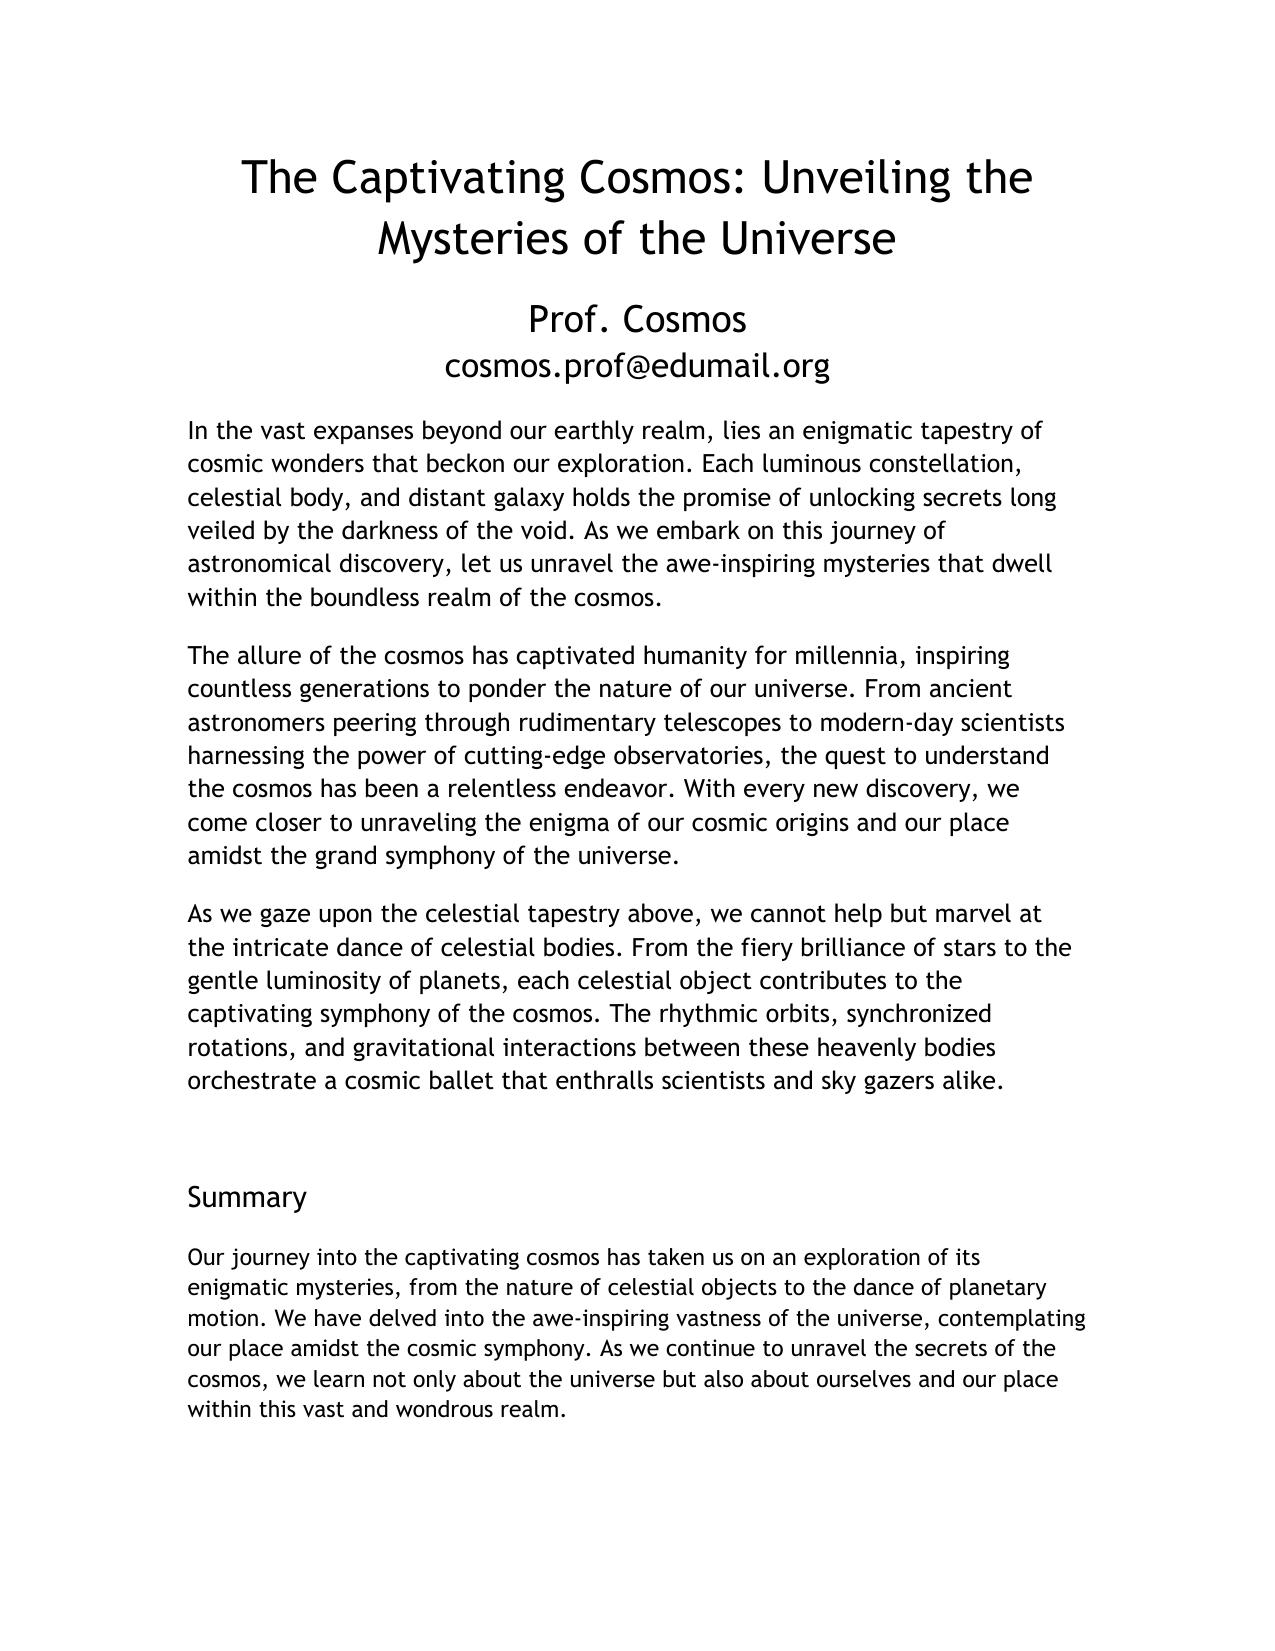 The Captivating Cosmos: Unveiling the
Mysteries of the Universe
Prof. Cosmos
cosmos.prof@edumail.org
In the vast expanses beyond our earthly realm, lies an enigmatic tapestry of
cosmic wonders that beckon our exploration. Each luminous constellation,
celestial body, and distant galaxy holds the promise of unlocking secrets long
veiled by the darkness of the void. As we embark on this journey of
astronomical discovery, let us unravel the awe-inspiring mysteries that dwell
within the boundless realm of the cosmos.
The allure of the cosmos has captivated humanity for millennia, inspiring
countless generations to ponder the nature of our universe. From ancient
astronomers peering through rudimentary telescopes to modern-day scientists
harnessing the power of cutting-edge observatories, the quest to understand
the cosmos has been a relentless endeavor. With every new discovery, we
come closer to unraveling the enigma of our cosmic origins and our place
amidst the grand symphony of the universe.
As we gaze upon the celestial tapestry above, we cannot help but marvel at
the intricate dance of celestial bodies. From the fiery brilliance of stars to the
gentle luminosity of planets, each celestial object contributes to the
captivating symphony of the cosmos. The rhythmic orbits, synchronized
rotations, and gravitational interactions between these heavenly bodies
orchestrate a cosmic ballet that enthralls scientists and sky gazers alike.
Summary
Our journey into the captivating cosmos has taken us on an exploration of its
enigmatic mysteries, from the nature of celestial objects to the dance of planetary
motion. We have delved into the awe-inspiring vastness of the universe, contemplating
our place amidst the cosmic symphony. As we continue to unravel the secrets of the
cosmos, we learn not only about the universe but also about ourselves and our place
within this vast and wondrous realm.